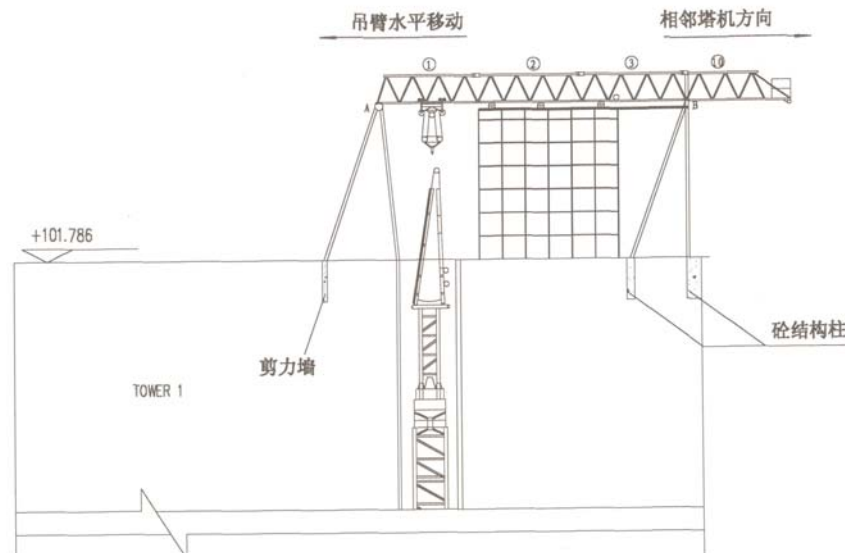 吊臂水平移动
相邻塔机方向
① ② ③ ⑩
A
B
+101.786
剪力墙
砼结构柱
TOWER 1